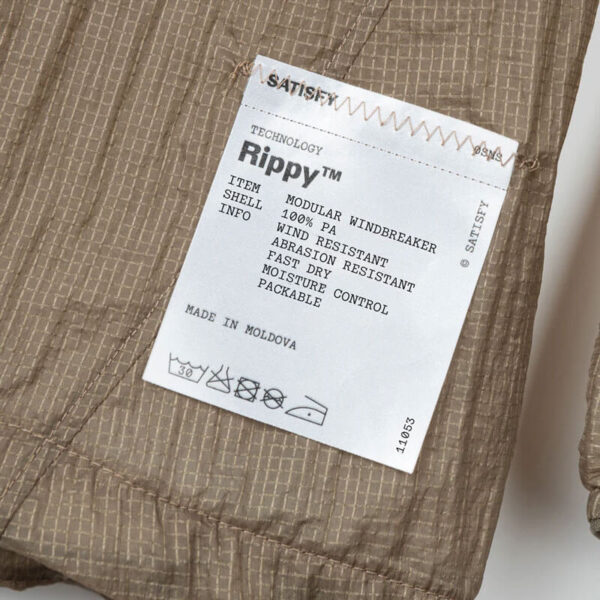 SATISFY
OSNS
TECHNOLOGY
Rippy™
ITEM MODULAR WINDBREAKER
SHELL 100% PA
INFO WIND RESISTANT
ABRASION RESISTANT
FAST DRY
MOISTURE CONTROL
PACKABLE
© SATISFY
MADE IN MOLDOVA
30
11053